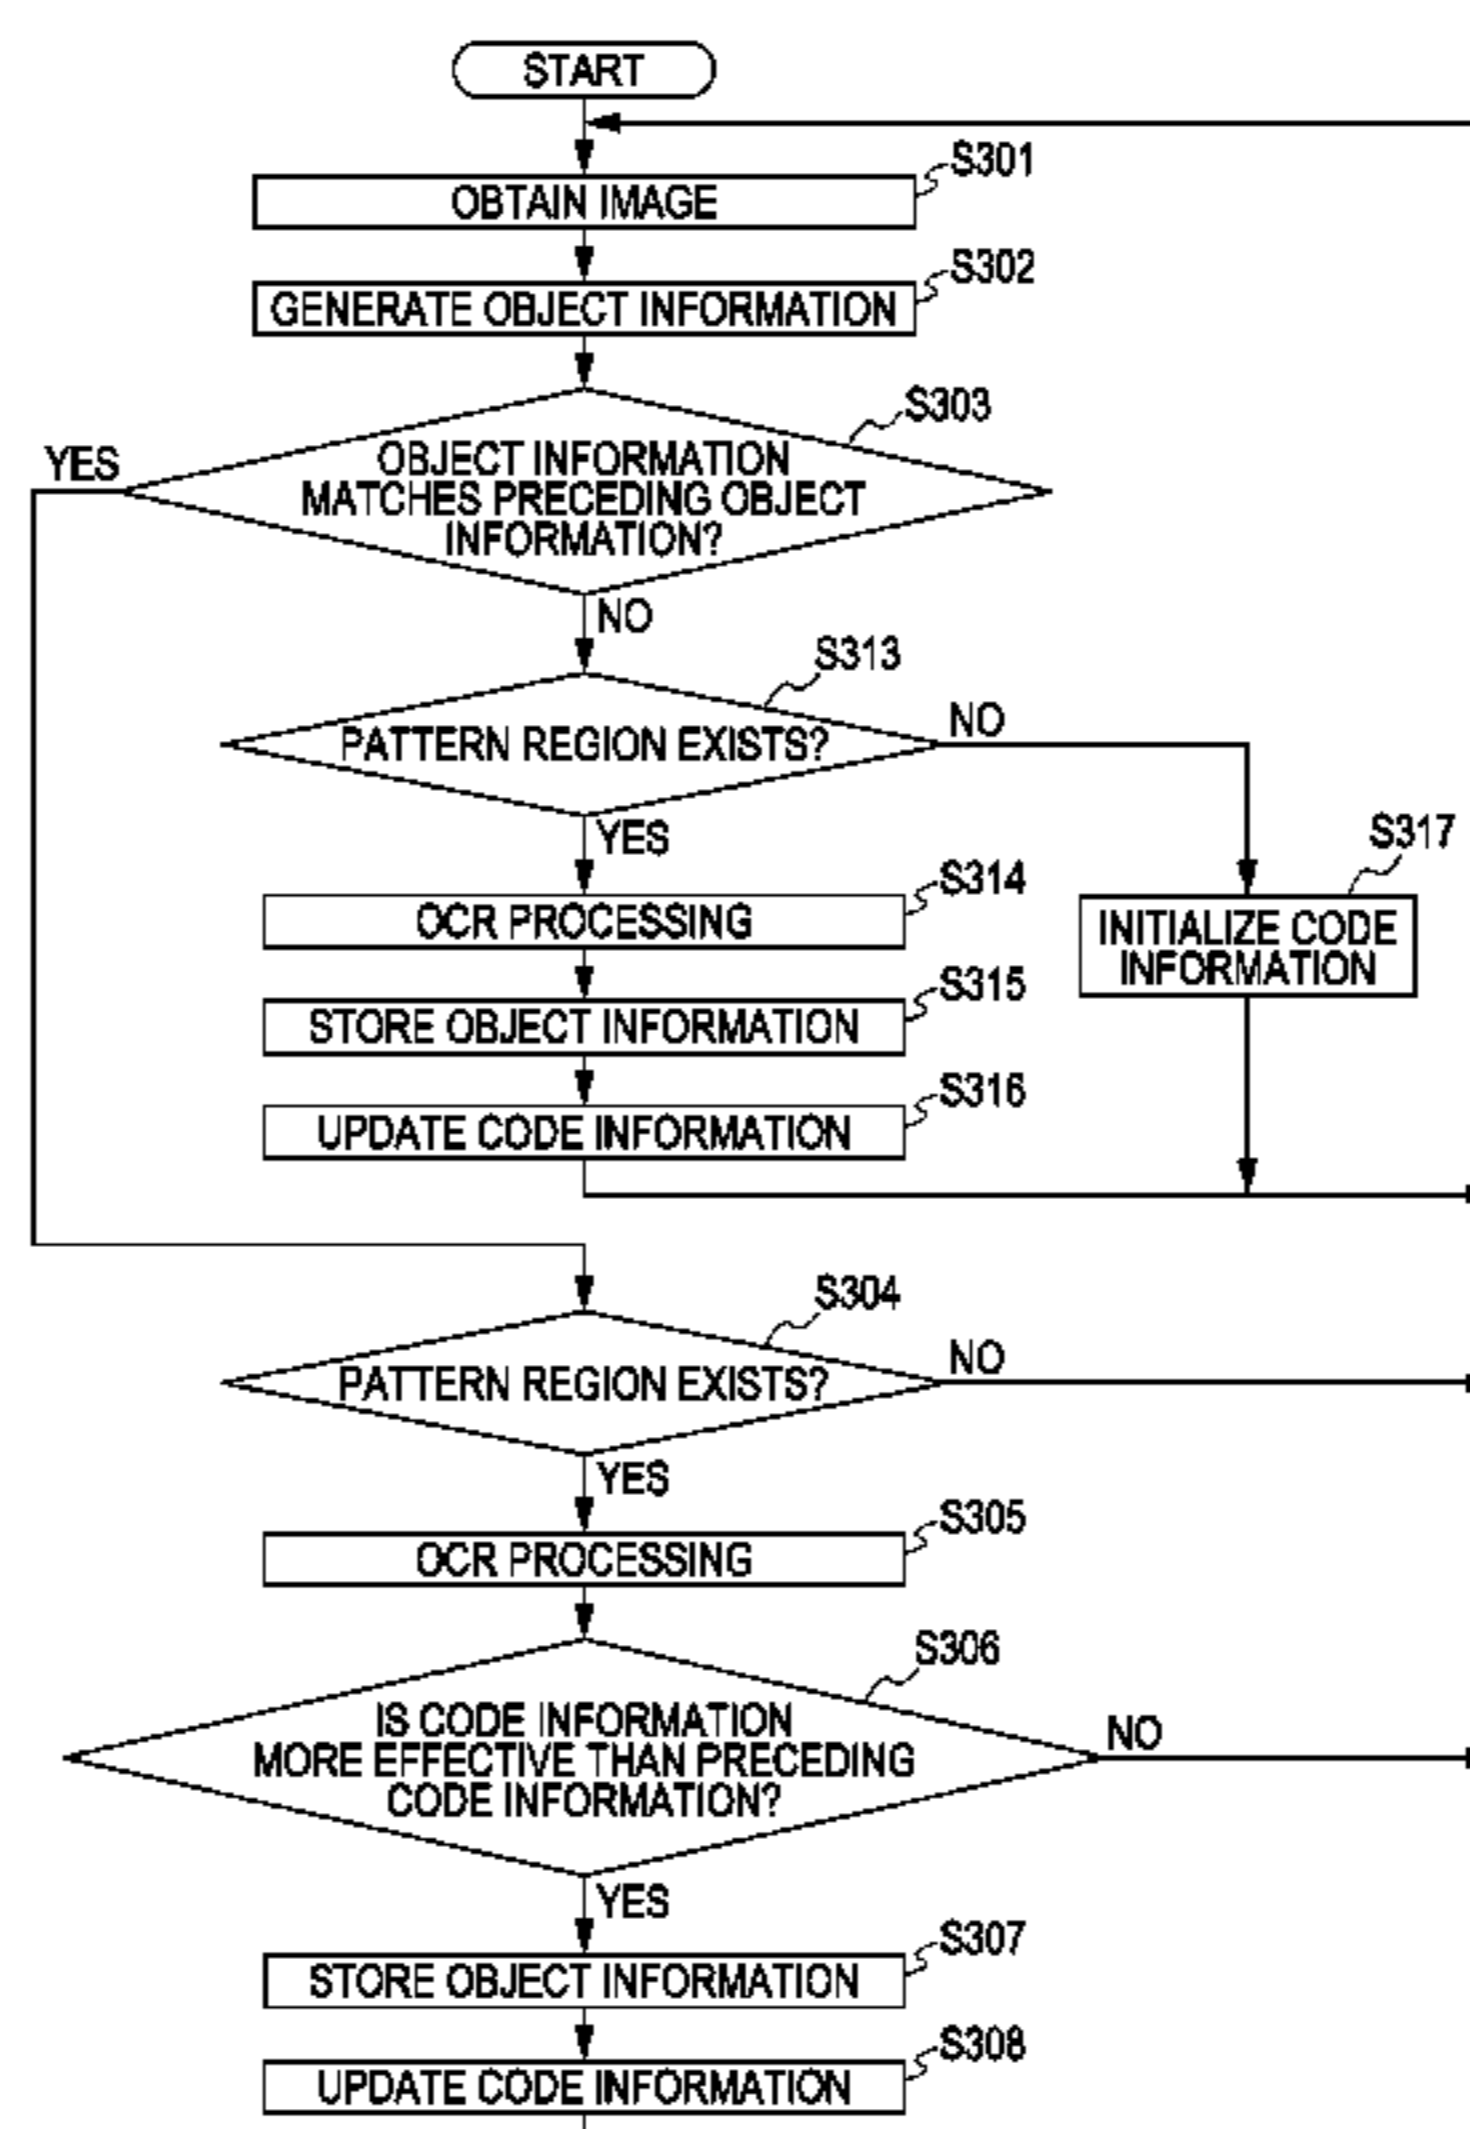 START
S301
OBTAIN IMAGE
S302
GENERATE OBJECT INFORMATION
S303
YES
OBJECT INFORMATION
MATCHES PRECEDING OBJECT
INFORMATION?
NO
S313
NO
PATTERN REGION EXISTS?
YES
S317
S314
OCR PROCESSING
INITIALIZE CODE
INFORMATION
S315
STORE OBJECT INFORMATION
S316
UPDATE CODE INFORMATION
S304
NO
PATTERN REGION EXISTS?
YES
S305
OCR PROCESSING
S306
IS CODE INFORMATION
MORE EFFECTIVE THAN PRECEDING
CODE INFORMATION?
NO
YES
S307
STORE OBJECT INFORMATION
S308
UPDATE CODE INFORMATION